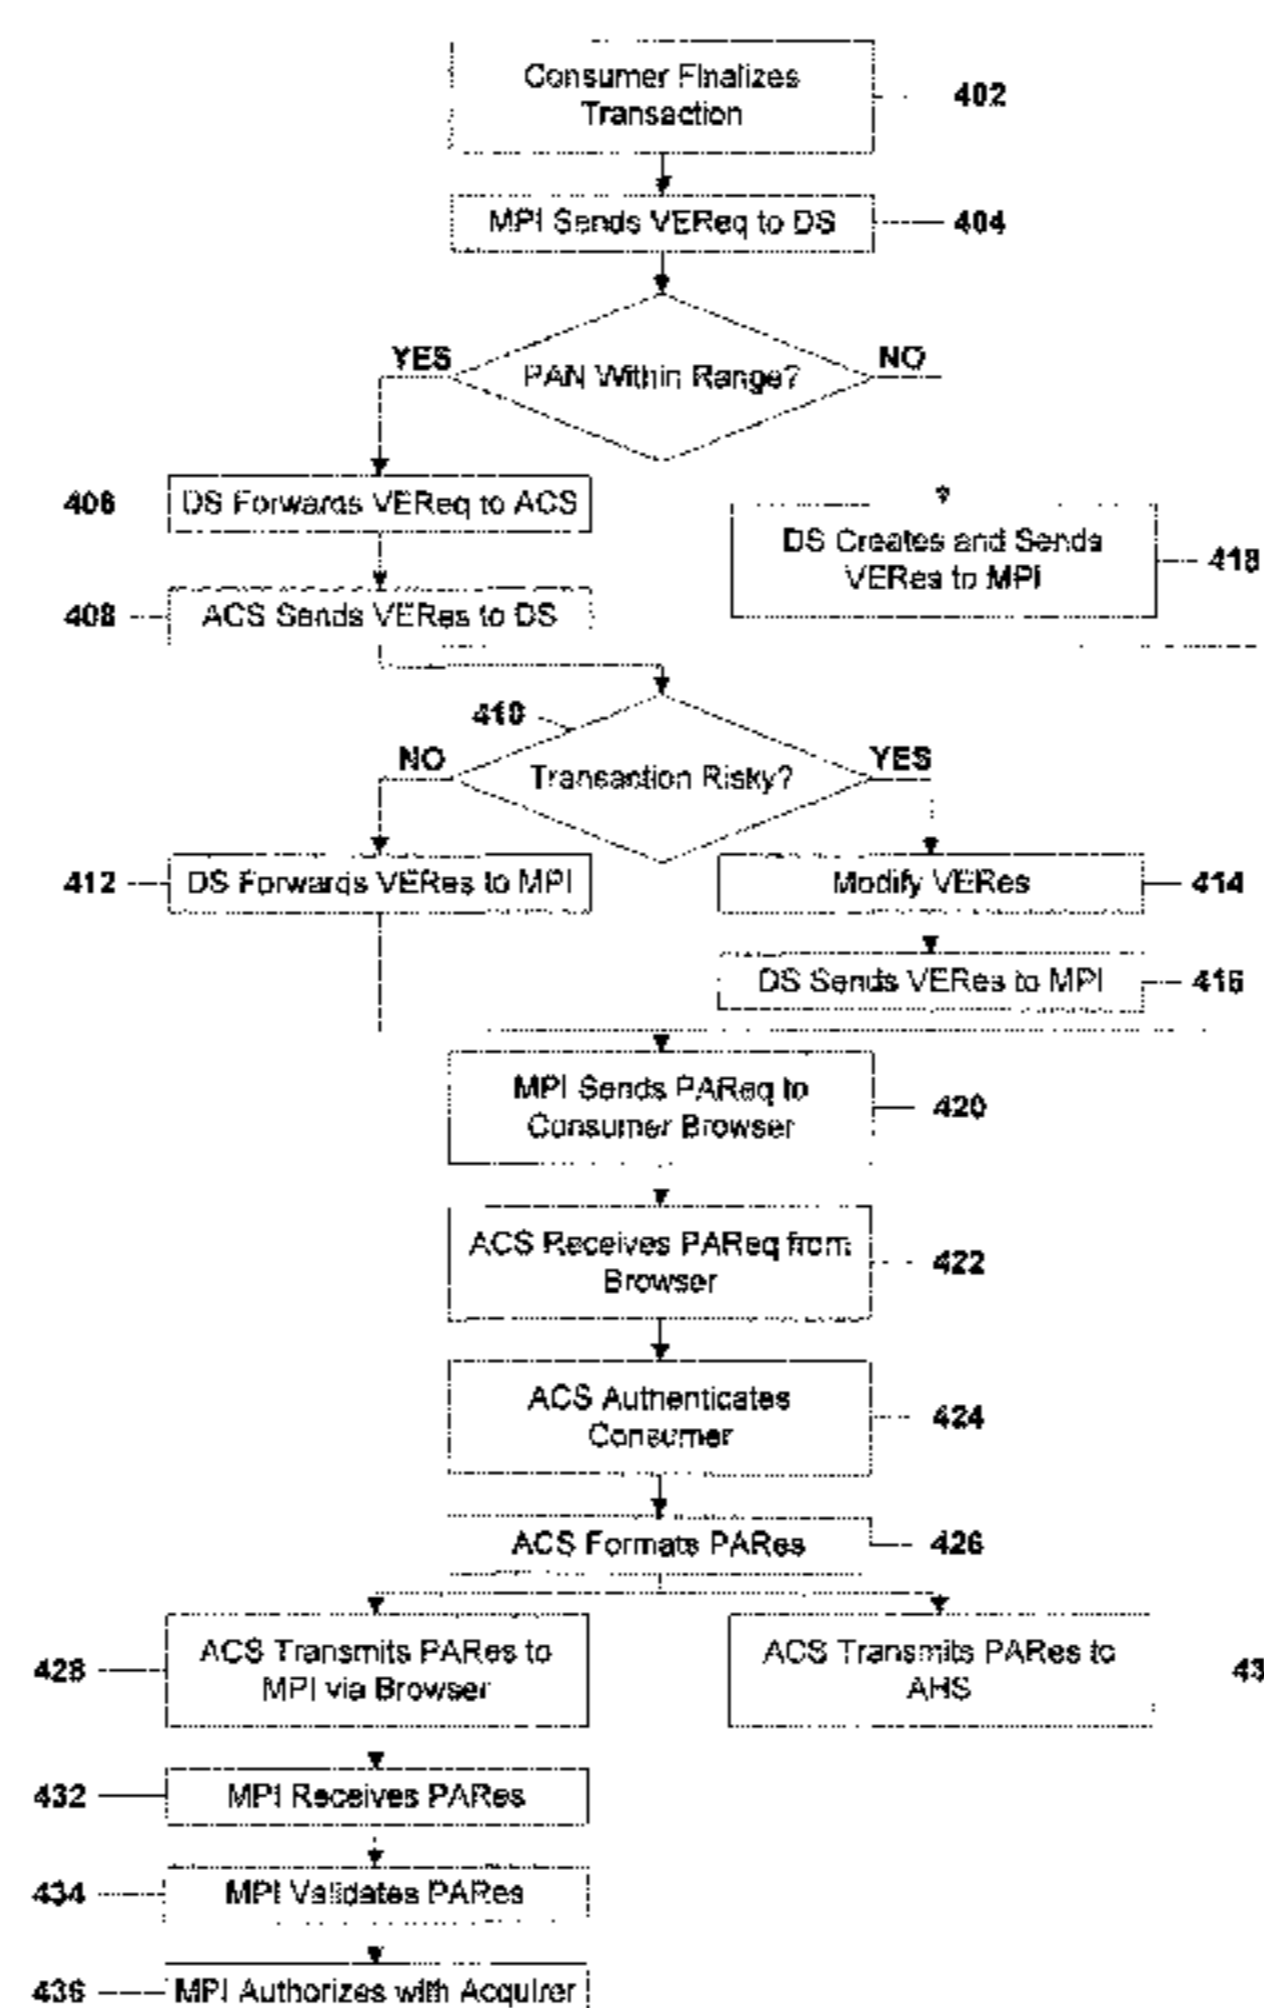 Consumer Finalizes
Transaction
402
MPI Sends VEReq to DS
404
YES
PAN Within Range?
NO
406
DS Forwards VEReq to ACS
DS Creates and Sends
VERes to MPI
418
408
ACS Sends VERes to DS
410
NO
Transaction Risky?
YES
412
DS Forwards VERes to MPI
Modify VERes
414
DS Sends VERes to MPI
416
MPI Sends PAReq to
Consumer Browser
420
ACS Receives PAReq from
Browser
422
ACS Authenticates
Consumer
424
ACS Formats PARes
426
428
ACS Transmits PARes to
MPI via Browser
ACS Transmits PARes to
AHS
43
432
MPI Receives PARes
434
MPI Validates PARes
436
MPI Authorizes with Acquirer